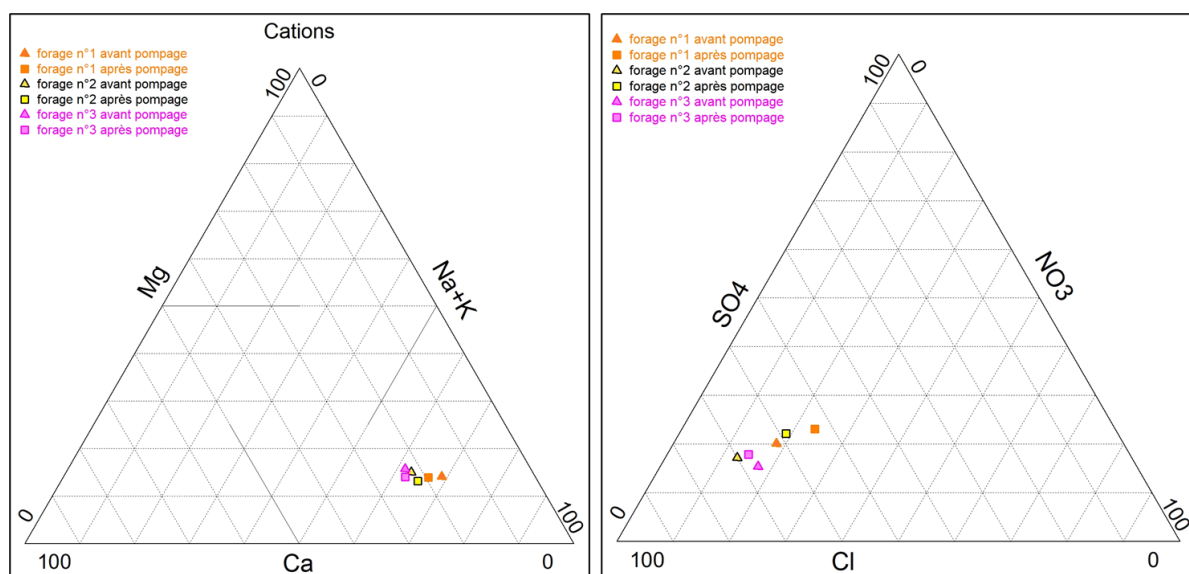 Cations
forage n°1 avant pompage
forage n°1 après pompage
forage n°2 avant pompage
forage n°2 après pompage
forage n°3 avant pompage
forage n°3 après pompage
100
0
Mg
Na+K
0
100
100
Ca
0
forage n°1 avant pompage
forage n°1 après pompage
forage n°2 avant pompage
forage n°2 après pompage
forage n°3 avant pompage
forage n°3 après pompage
100
0
SO4
NO3
0
100
100
Cl
0